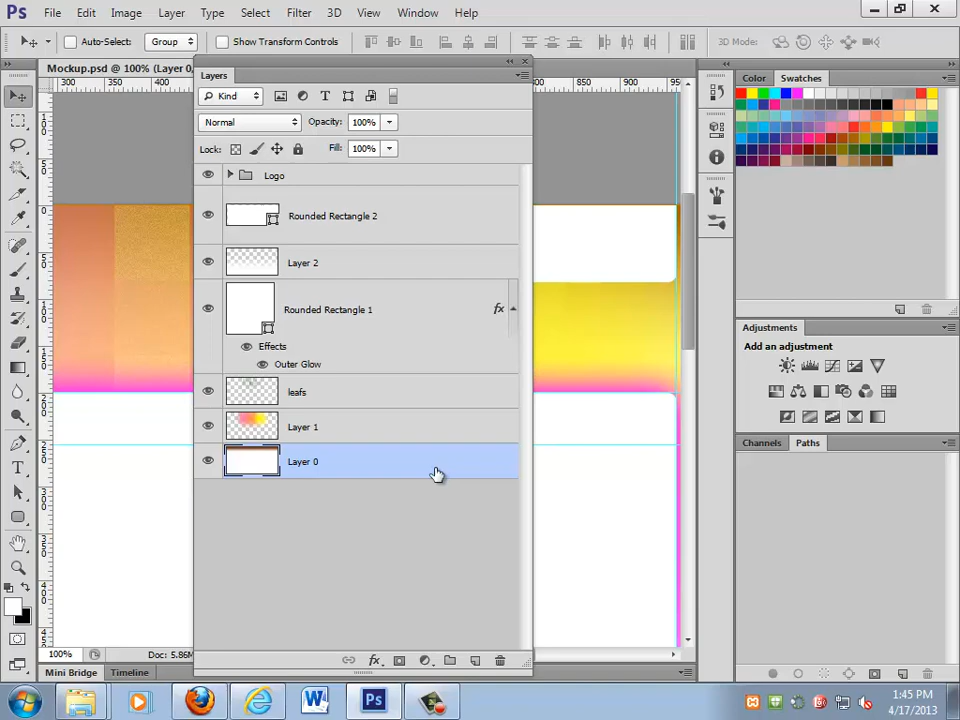 Ps File Edit Image Layer Type Select Filter 3D View Window Help
Auto-Select: Group Show Transform Controls 3D Mode:
Mockup.psd @ 100% (Layer 0,
Layers
Color Swatches
300 350 400 800 850 900 950
Kind
Normal Opacity: 100%
Lock: Fill: 100%
Logo
Rounded Rectangle 2
Layer 2
Rounded Rectangle 1 fx
Effects
Outer Glow
leafs
Layer 1
Layer 0
Adjustments
Add an adjustment
Channels Paths
100% Doc: 5.86M
fx.
Mini Bridge Timeline
1:45 PM
4/17/2013